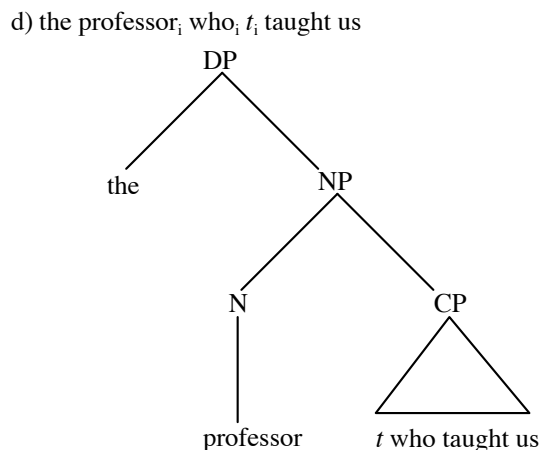 d) the professorᵢ whoᵢ tᵢ taught us
DP
the
NP
N
CP
professor
t who taught us